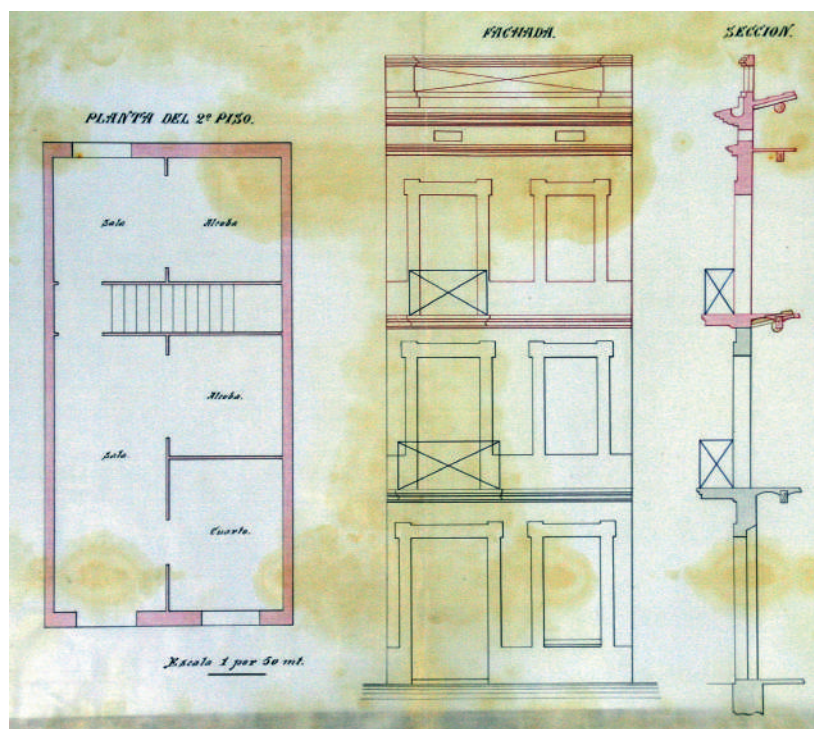 FACHADA.
SECCION.
PLANTA DEL 2º PISO.
Sala
Alcoba
Alcoba.
Sala.
Cuarto.
Escala 1 por 50 mt.